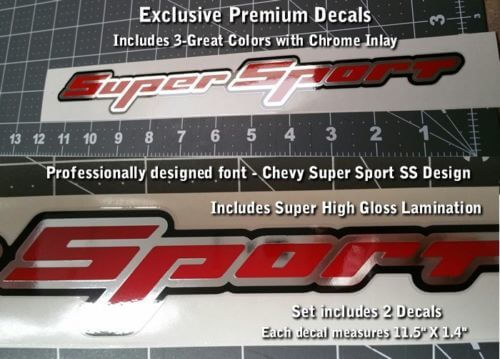 Exclusive Premium Decals
Includes 3-Great Colors with Chrome Inlay
3
Super Sport
2
13 12 11 10 9 8 7 6 5 4 3 2 1
Professionally designed font - Chevy Super Sport SS Design
Includes Super High Gloss Lamination
Sport
Set includes 2 Decals
Each decal measures 11.5" X 1.4"